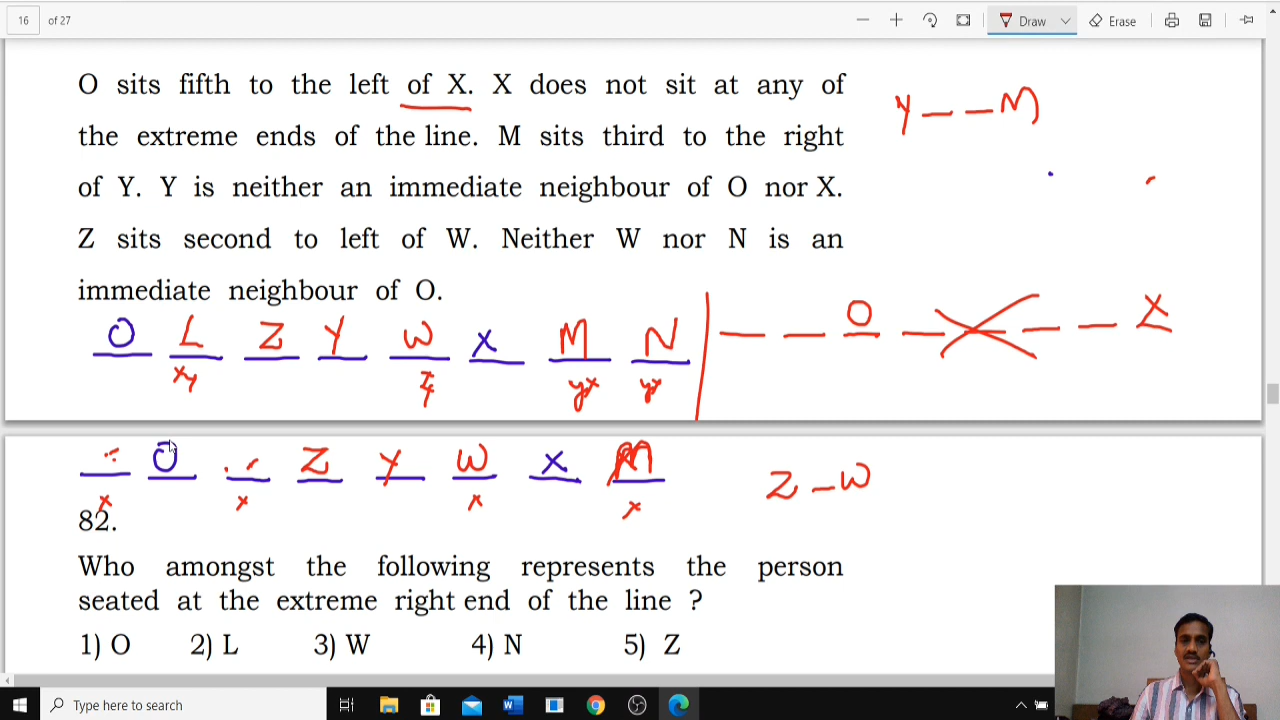 16 of 27
Draw
Erase
O sits fifth to the left of X. X does not sit at any of
the extreme ends of the line. M sits third to the right
of Y. Y is neither an immediate neighbour of O nor X.
Z sits second to left of W. Neither W nor N is an
immediate neighbour of O.
Y _ _ M
O L Z Y W X M N
_ _ O _ _ _ _ X
O _ Z Y W X M
x x x x
Z _ W
82.
Who amongst the following represents the person
seated at the extreme right end of the line ?
1) O 2) L 3) W 4) N 5) Z
Type here to search